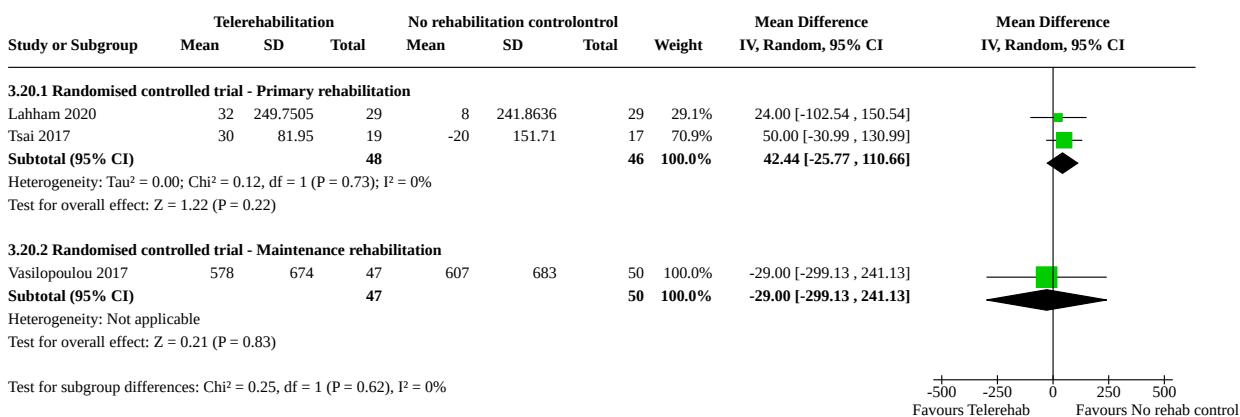 Telerehabilitation No rehabilitation controlontrol Mean Difference Mean Difference
Study or Subgroup Mean SD Total Mean SD Total Weight IV, Random, 95% CI IV, Random, 95% CI
3.20.1 Randomised controlled trial - Primary rehabilitation
Lahham 2020 32 249.7505 29 8 241.8636 29 29.1% 24.00 [-102.54 , 150.54]
Tsai 2017 30 81.95 19 -20 151.71 17 70.9% 50.00 [-30.99 , 130.99]
Subtotal (95% CI) 48 46 100.0% 42.44 [-25.77 , 110.66]
Heterogeneity: Tau² = 0.00; Chi² = 0.12, df = 1 (P = 0.73); I² = 0%
Test for overall effect: Z = 1.22 (P = 0.22)
3.20.2 Randomised controlled trial - Maintenance rehabilitation
Vasilopoulou 2017 578 674 47 607 683 50 100.0% -29.00 [-299.13 , 241.13]
Subtotal (95% CI) 47 50 100.0% -29.00 [-299.13 , 241.13]
Heterogeneity: Not applicable
Test for overall effect: Z = 0.21 (P = 0.83)
Test for subgroup differences: Chi² = 0.25, df = 1 (P = 0.62), I² = 0%
-500 -250 0 250 500
Favours Telerehab Favours No rehab control